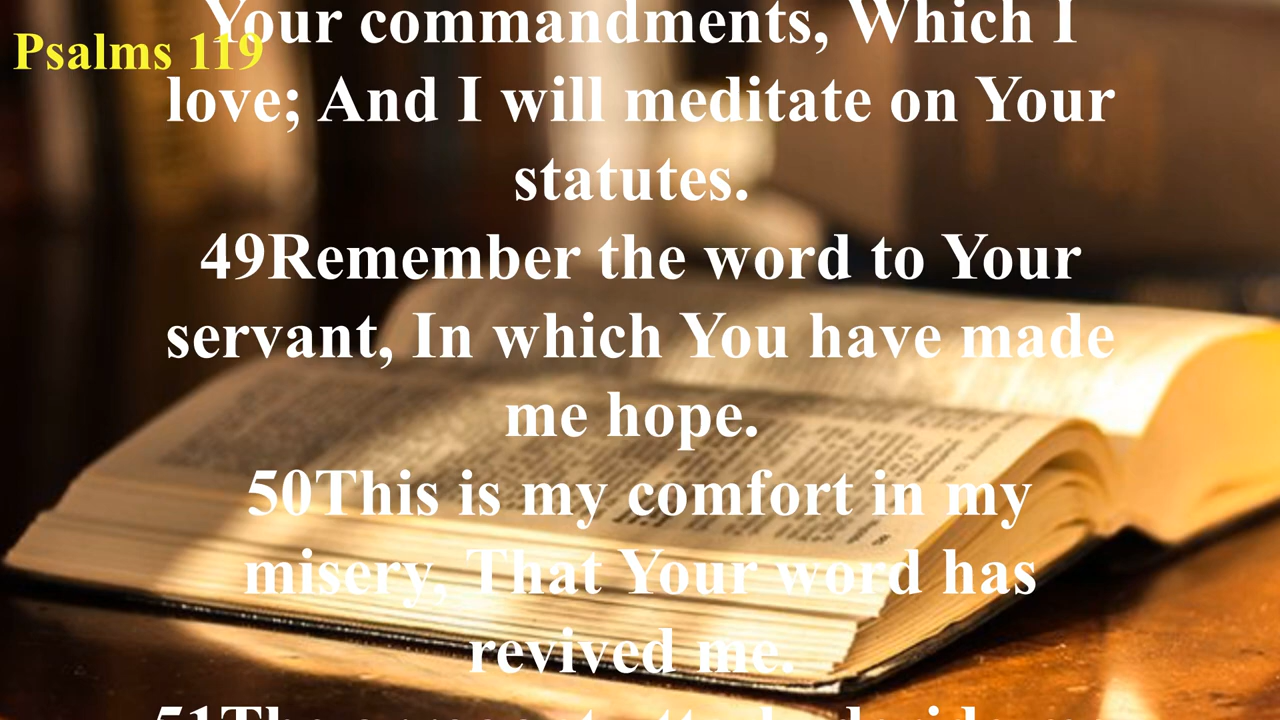 Psalms 119
Your commandments, Which I
love; And I will meditate on Your
statutes.
49Remember the word to Your
servant, In which You have made
me hope.
50This is my comfort in my
misery, That Your word has
revived me.